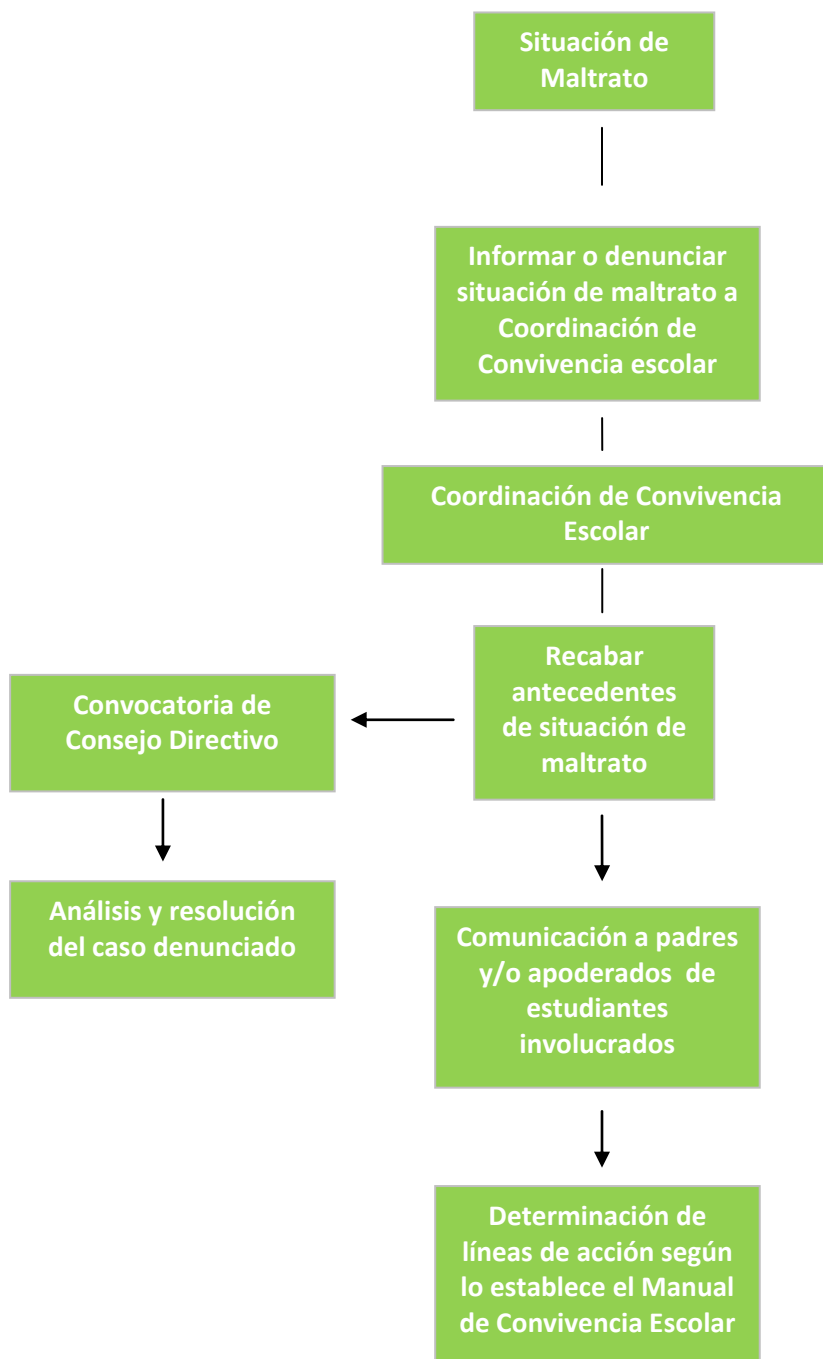 Situación de
Maltrato
Informar o denunciar
situación de maltrato a
Coordinación de
Convivencia escolar
Coordinación de Convivencia
Escolar
Recabar
antecedentes
de situación de
maltrato
Convocatoria de
Consejo Directivo
Análisis y resolución
del caso denunciado
Comunicación a padres
y/o apoderados  de
estudiantes
involucrados
Determinación de
líneas de acción según
lo establece el Manual
de Convivencia Escolar